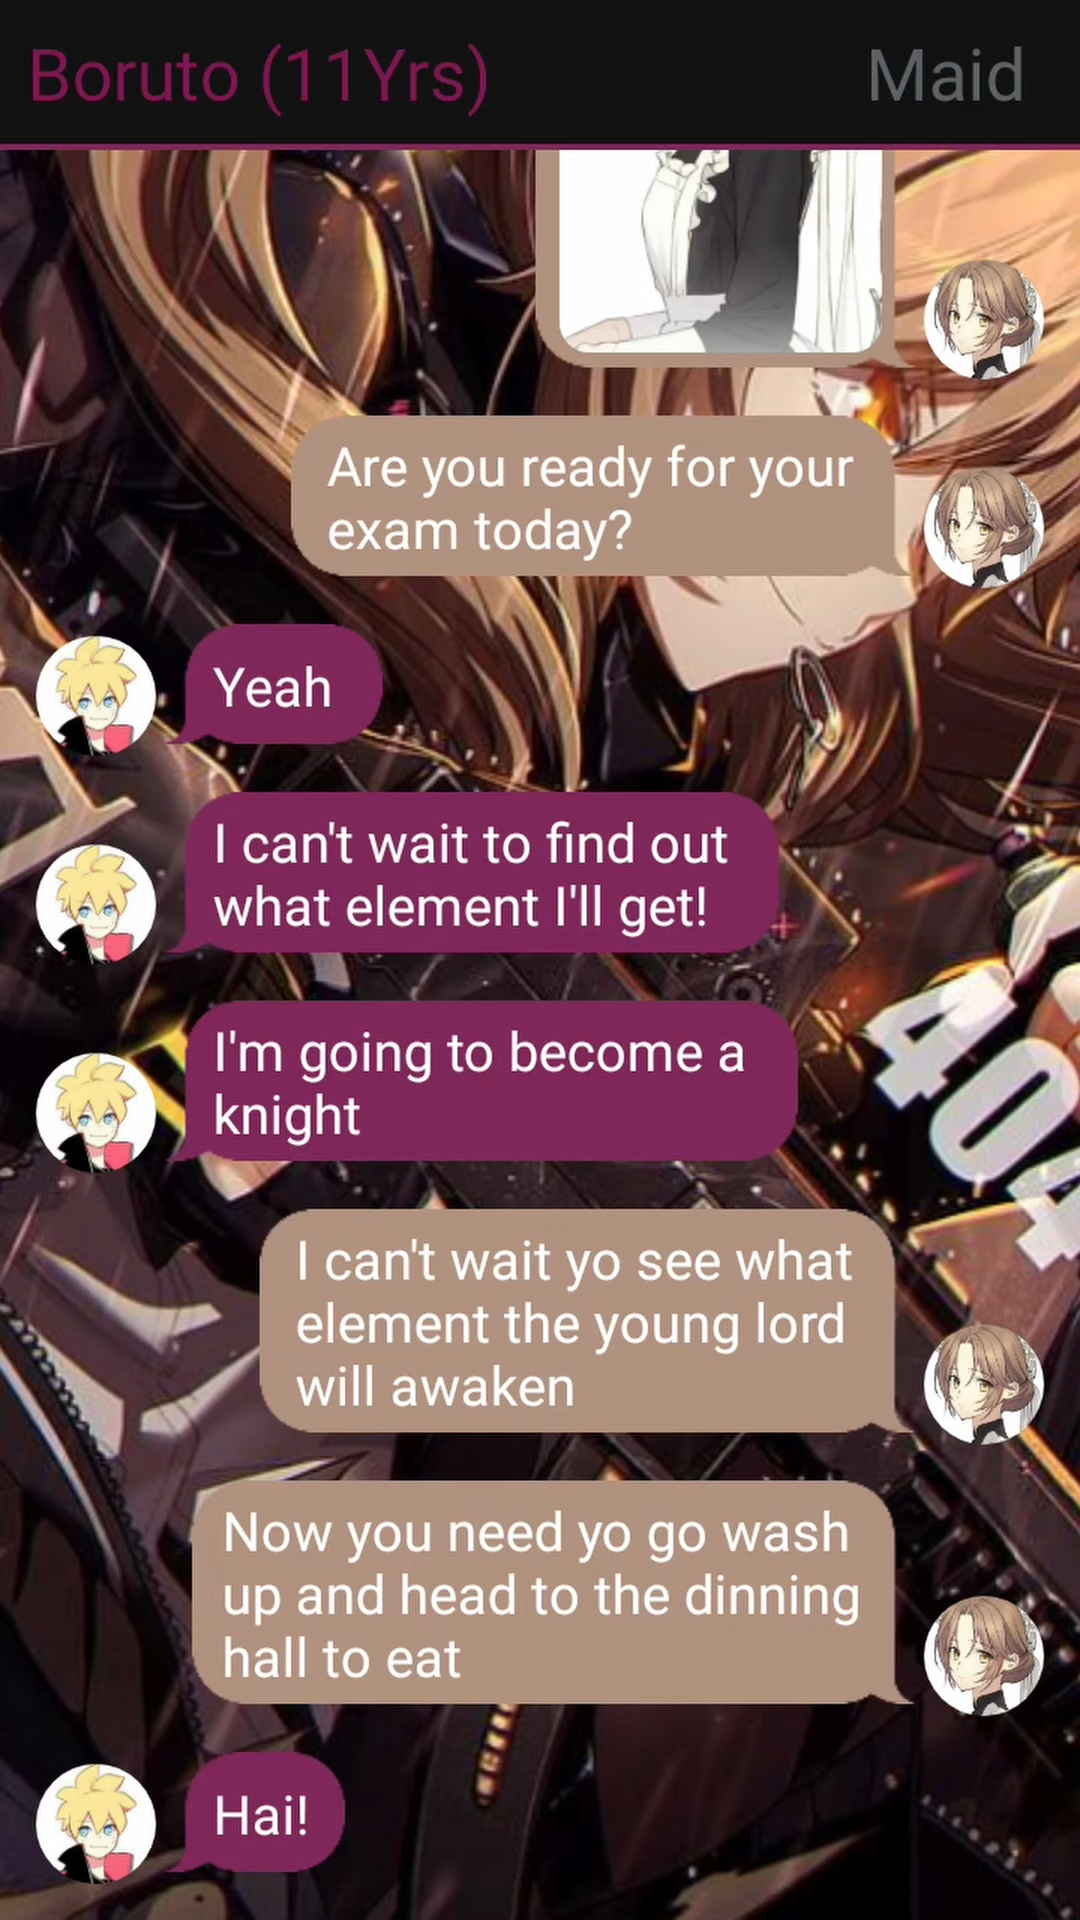 Boruto (11Yrs)
Maid
Are you ready for your
exam today?
Yeah
I can't wait to find out
what element I'll get!
I'm going to become a
knight
404
I can't wait yo see what
element the young lord
will awaken
Now you need yo go wash
up and head to the dinning
hall to eat
Hai!